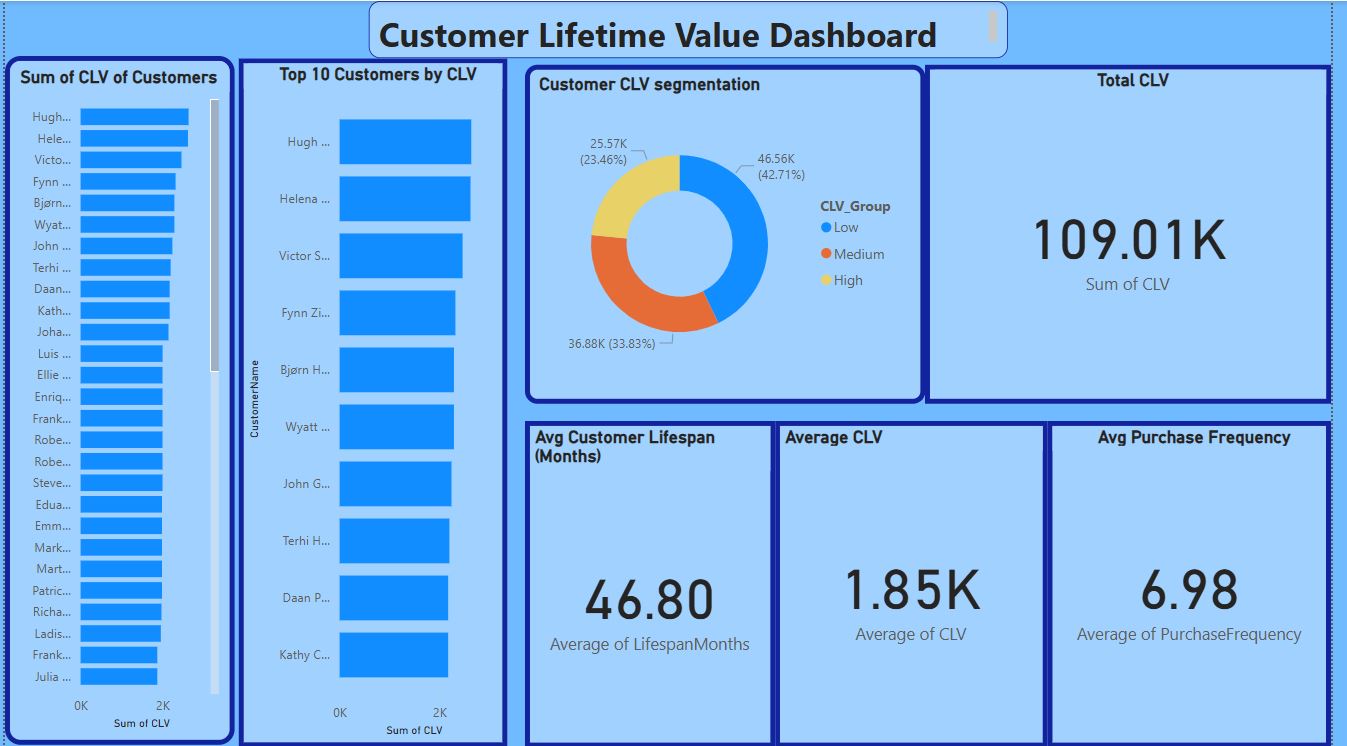 Customer Lifetime Value Dashboard
Sum of CLV of Customers
Hugh...
Hele...
Victo...
Fynn ...
Bjørn...
Wyat...
John ...
Terhi ...
Daan...
Kath...
Joha...
Luis ...
Ellie ...
Enriq...
Frank...
Robe...
Robe...
Steve...
Edua...
Emm...
Mark...
Mart...
Patric...
Richa...
Ladis...
Frank...
Julia ...
0K 2K
Sum of CLV
Top 10 Customers by CLV
CustomerName
Hugh ...
Helena ...
Victor S...
Fynn Zi...
Bjørn H...
Wyatt ...
John G...
Terhi H...
Daan P...
Kathy C...
0K 2K
Sum of CLV
Customer CLV segmentation
25.57K
(23.46%)
46.56K
(42.71%)
36.88K (33.83%)
CLV_Group
Low
Medium
High
Total CLV
109.01K
Sum of CLV
Avg Customer Lifespan
(Months)
46.80
Average of LifespanMonths
Average CLV
1.85K
Average of CLV
Avg Purchase Frequency
6.98
Average of PurchaseFrequency